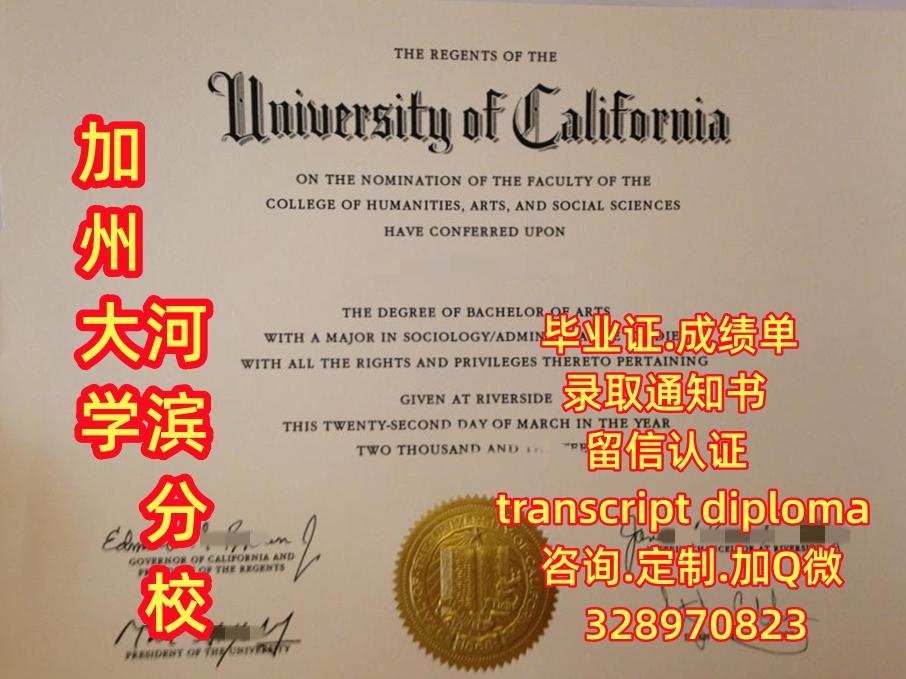 THE REGENTS OF THE
University of California
ON THE NOMINATION OF THE FACULTY OF THE
COLLEGE OF HUMANITIES, ARTS, AND SOCIAL SCIENCES
HAVE CONFERRED UPON
THE DEGREE OF BACHELOR OF ARTS
WITH A MAJOR IN SOCIOLOGY/
WITH ALL THE RIGHTS AND PRIVILEGES THERETO PERTAINING
GIVEN AT RIVERSIDE
THIS TWENTY-SECOND DAY OF MARCH IN THE YEAR
TWO THOUSAND AND
GOVERNOR OF CALIFORNIA AND
OF THE REGENTS
PRESIDENT OF THE UNIVERSITY
加州大学
河滨分校
毕业证.成绩单
录取通知书
留信认证
transcript diploma
咨询.定制.加Q微
328970823